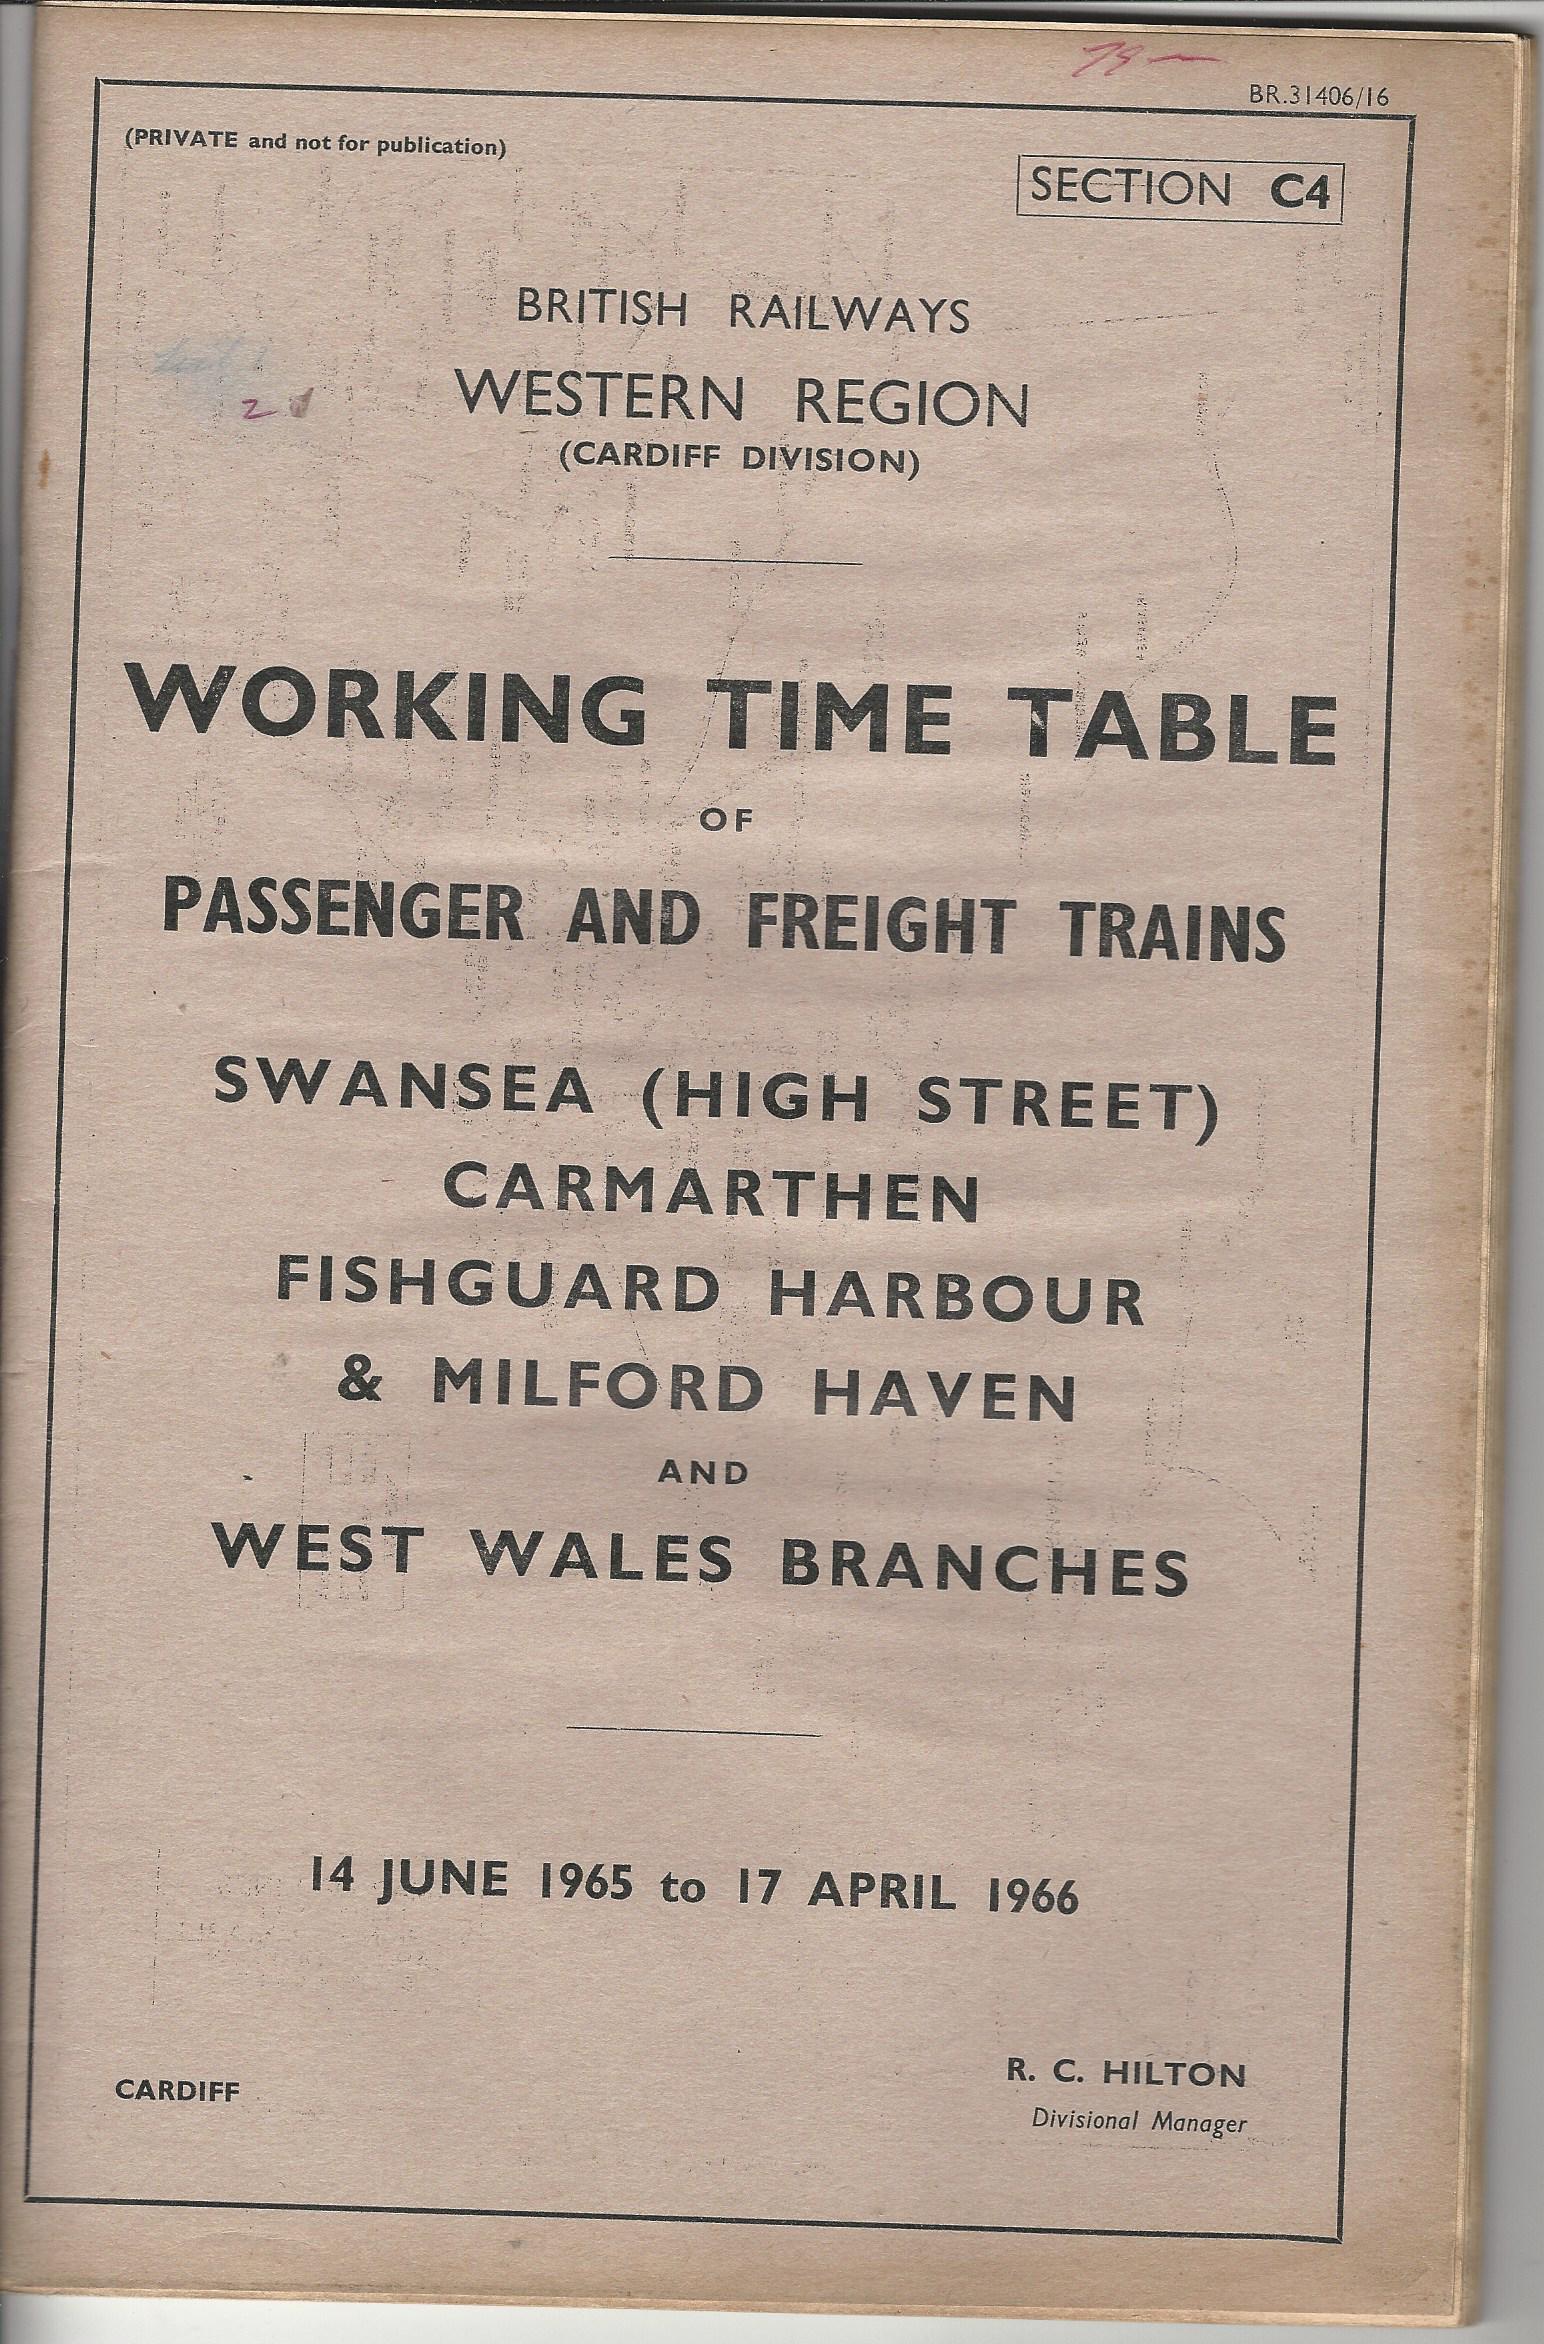 BR.31406/16
(PRIVATE and not for publication)
SECTION C4
BRITISH RAILWAYS
WESTERN REGION
(CARDIFF DIVISION)
WORKING TIME TABLE
OF
PASSENGER AND FREIGHT TRAINS
SWANSEA (HIGH STREET)
CARMARTHEN
FISHGUARD HARBOUR
& MILFORD HAVEN
AND
WEST WALES BRANCHES
14 JUNE 1965 to 17 APRIL 1966
CARDIFF
R. C. HILTON
Divisional Manager